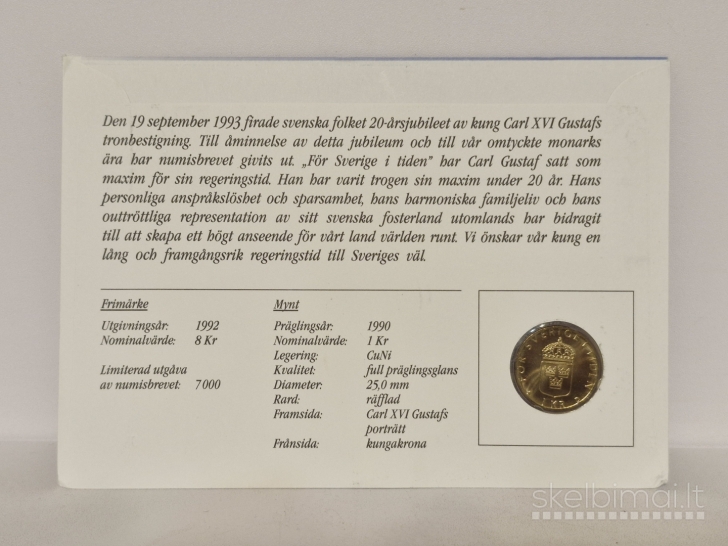 Den 19 september 1993 firade svenska folket 20-årsjubileet av kung Carl XVI Gustafs
tronbestigning. Till åminnelse av detta jubileum och till vår omtyckte monarks
ära har numisbrevet givits ut. „För Sverige i tiden" har Carl Gustaf satt som
maxim för sin regeringstid. Han har varit trogen sin maxim under 20 år. Hans
personliga anspråkslöshet och sparsamhet, hans harmoniska familjeliv och hans
outtröttliga representation av sitt svenska fosterland utomlands har bidragit
till att skapa ett högt anseende för vårt land världen runt. Vi önskar vår kung en
lång och framgångsrik regeringstid till Sveriges väl.
Frimärke
Utgivningsår: 1992
Nominalvärde: 8 Kr
Limiterad utgåva
av numisbrevet: 7 000
Mynt
Präglingsår: 1990
Nominalvärde: 1 Kr
Legering: CuNi
Kvalitet: full präglingsglans
Diameter: 25,0 mm
Rard: räfflad
Framsida: Carl XVI Gustafs
porträtt
Frånsida: kungakrona
FÖR SVERIGE I TIDEN
1 KR
skelbimai.lt